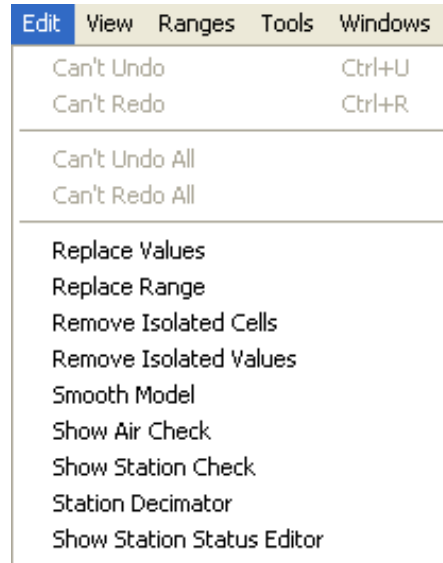 Edit View Ranges Tools Windows
Can't Undo Ctrl+U
Can't Redo Ctrl+R
Can't Undo All
Can't Redo All
Replace Values
Replace Range
Remove Isolated Cells
Remove Isolated Values
Smooth Model
Show Air Check
Show Station Check
Station Decimator
Show Station Status Editor